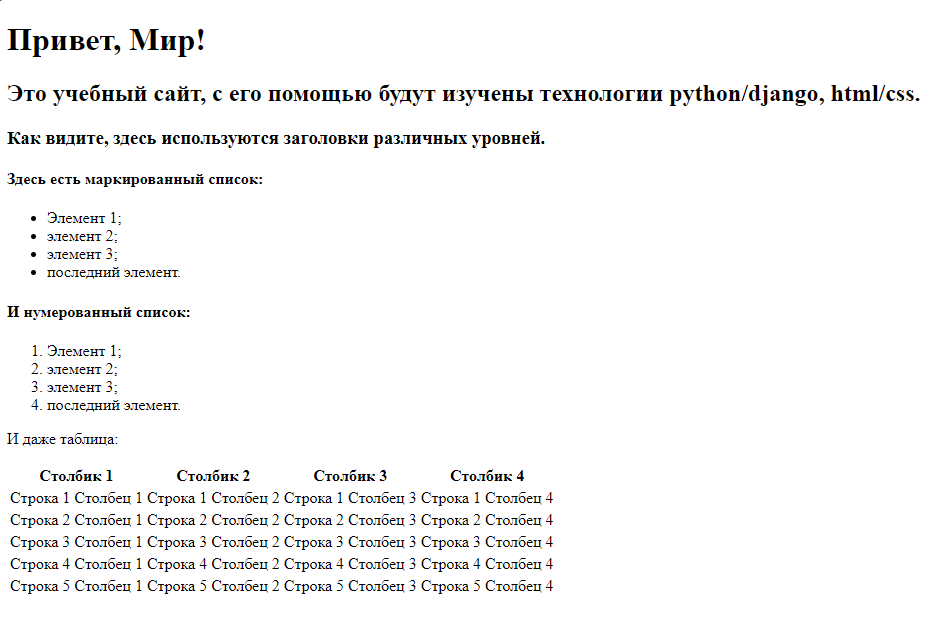 Привет, Мир!
Это учебный сайт, с его помощью будут изучены технологии python/django, html/css.
Как видите, здесь используются заголовки различных уровней.
Здесь есть маркированный список:
• Элемент 1;
• элемент 2;
• элемент 3;
• последний элемент.
И нумерованный список:
1. Элемент 1;
2. элемент 2;
3. элемент 3;
4. последний элемент.
И даже таблица:
Столбик 1 Столбик 2 Столбик 3 Столбик 4
Строка 1 Столбец 1 Строка 1 Столбец 2 Строка 1 Столбец 3 Строка 1 Столбец 4
Строка 2 Столбец 1 Строка 2 Столбец 2 Строка 2 Столбец 3 Строка 2 Столбец 4
Строка 3 Столбец 1 Строка 3 Столбец 2 Строка 3 Столбец 3 Строка 3 Столбец 4
Строка 4 Столбец 1 Строка 4 Столбец 2 Строка 4 Столбец 3 Строка 4 Столбец 4
Строка 5 Столбец 1 Строка 5 Столбец 2 Строка 5 Столбец 3 Строка 5 Столбец 4